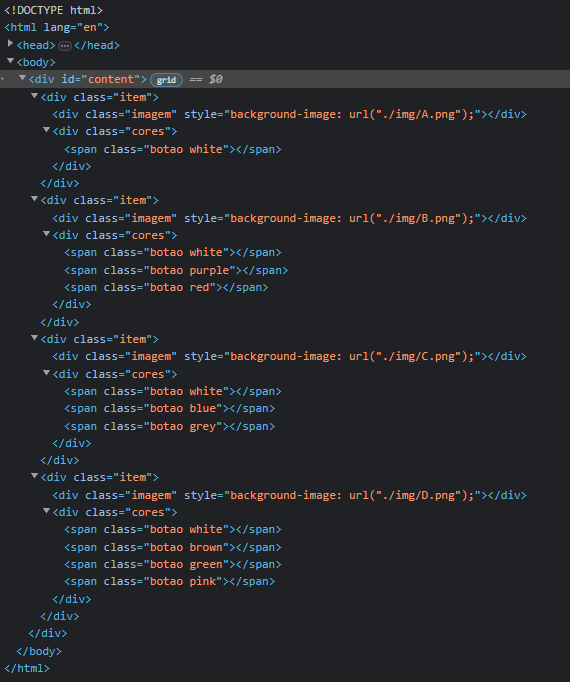 <!DOCTYPE html>
<html lang="en">
<head> ... </head>
<body>
<div id="content"> grid == $0
<div class="item">
<div class="imagem" style="background-image: url("./img/A.png");"></div>
<div class="cores">
<span class="botao white"></span>
</div>
</div>
<div class="item">
<div class="imagem" style="background-image: url("./img/B.png");"></div>
<div class="cores">
<span class="botao white"></span>
<span class="botao purple"></span>
<span class="botao red"></span>
</div>
</div>
<div class="item">
<div class="imagem" style="background-image: url("./img/C.png");"></div>
<div class="cores">
<span class="botao white"></span>
<span class="botao blue"></span>
<span class="botao grey"></span>
</div>
</div>
<div class="item">
<div class="imagem" style="background-image: url("./img/D.png");"></div>
<div class="cores">
<span class="botao white"></span>
<span class="botao brown"></span>
<span class="botao green"></span>
<span class="botao pink"></span>
</div>
</div>
</div>
</body>
</html>